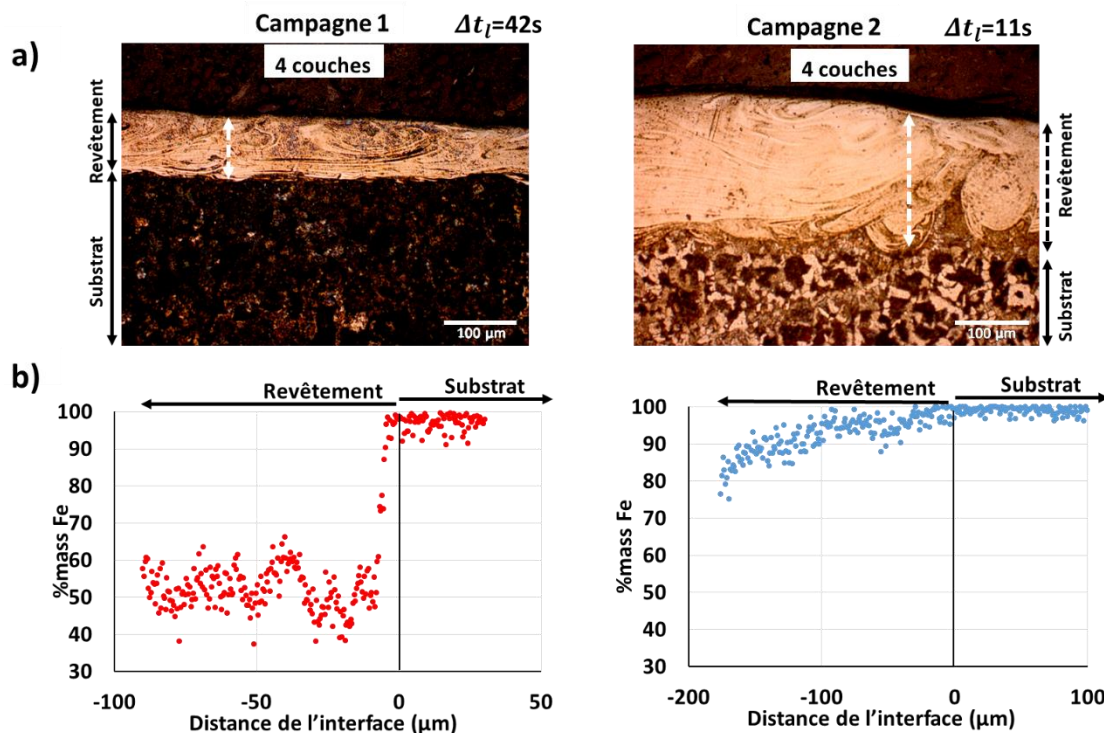 Campagne 1 Δt_l=42s
Campagne 2 Δt_l=11s
a)
4 couches
4 couches
Revêtement
Substrat
100 µm
Revêtement
Substrat
100 µm
b)
Revêtement
Substrat
Revêtement
Substrat
%mass Fe
100
90
80
70
60
50
40
30
-100 -50 0 50
Distance de l’interface (µm)
%mass Fe
100
90
80
70
60
50
40
30
-200 -100 0 100
Distance de l’interface (µm)